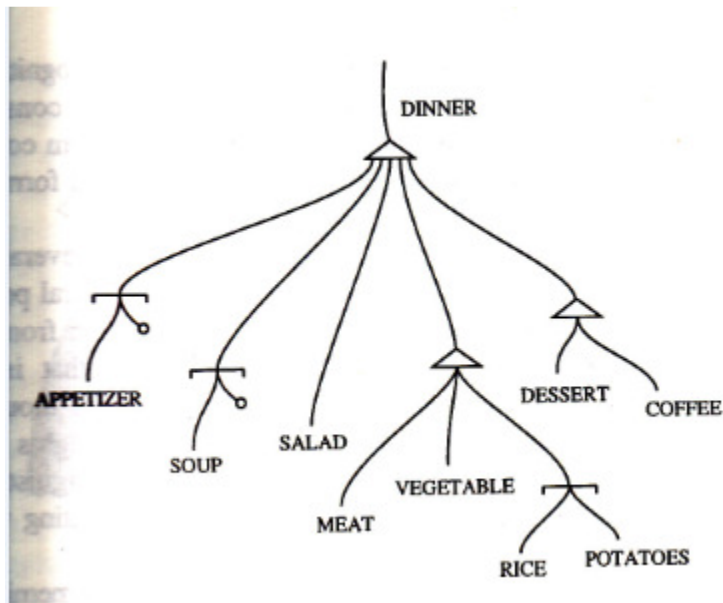 DINNER
APPETIZER
SOUP
SALAD
MEAT
VEGETABLE
RICE
POTATOES
DESSERT
COFFEE